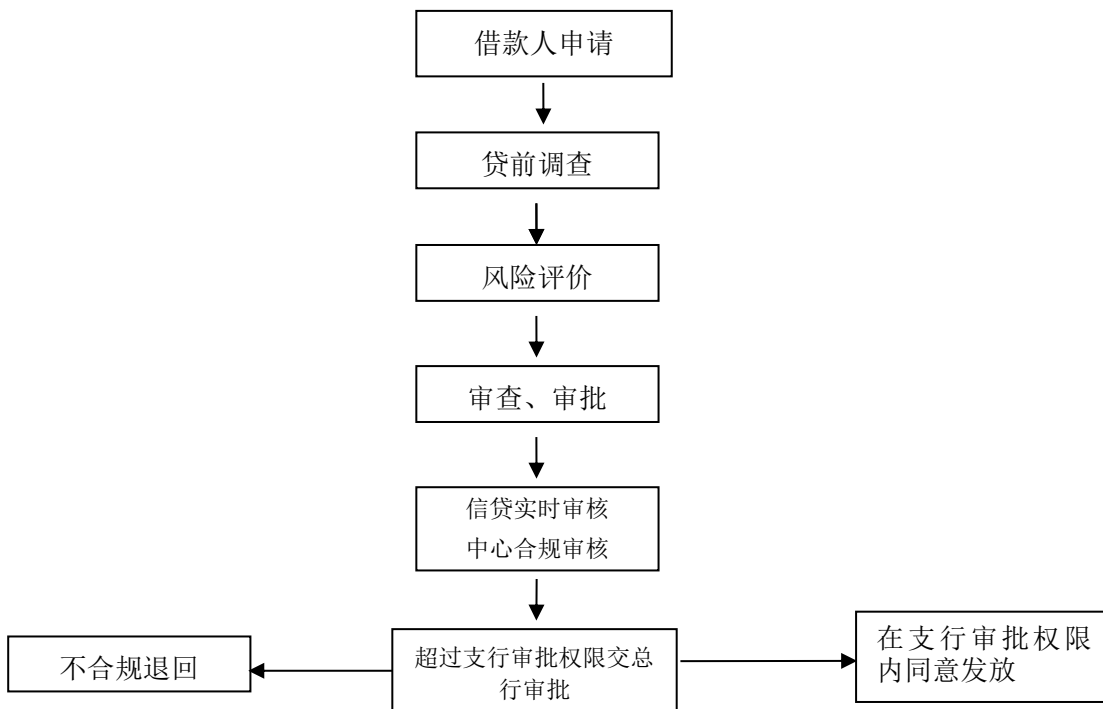 借款人申请
贷前调查
风险评价
审查、审批
信贷实时审核
中心合规审核
不合规退回
超过支行审批权限交总
行审批
在支行审批权限
内同意发放